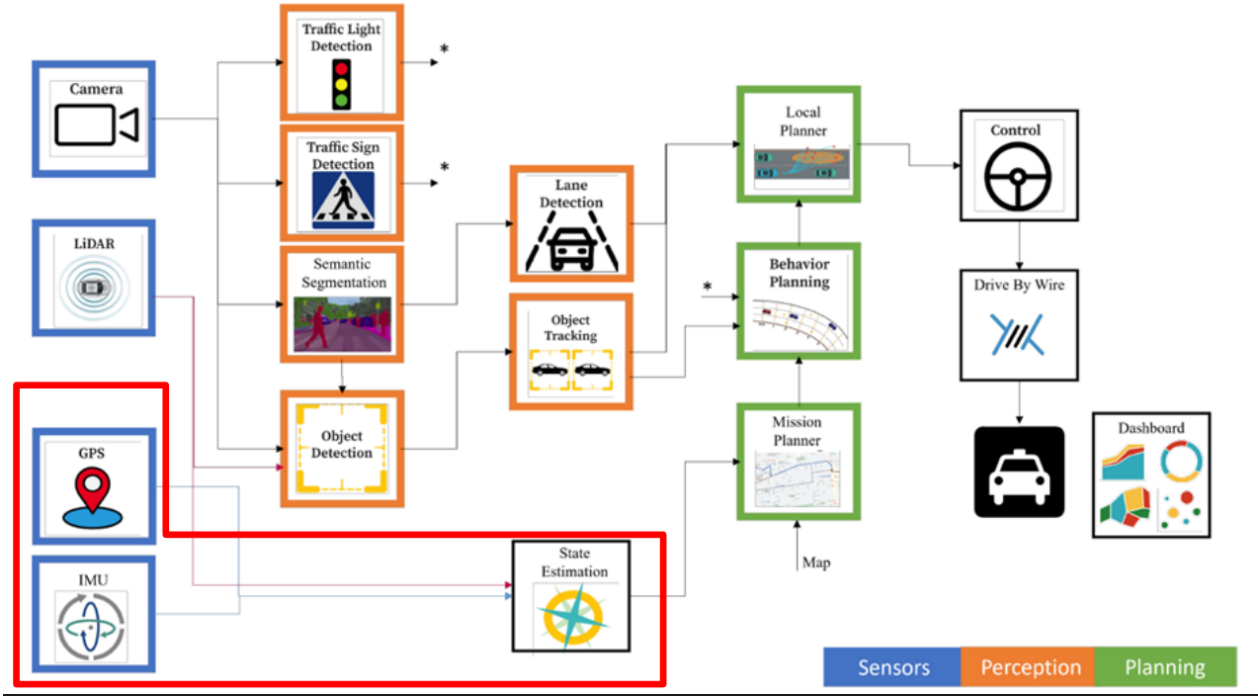 Camera
LiDAR
GPS
IMU
Traffic Light
Detection
*
Traffic Sign
Detection
*
Semantic
Segmentation
Object
Detection
Lane
Detection
Object
Tracking
State
Estimation
Local
Planner
Behavior
Planning
*
Mission
Planner
Map
Control
Drive By Wire
Dashboard
Sensors
Perception
Planning